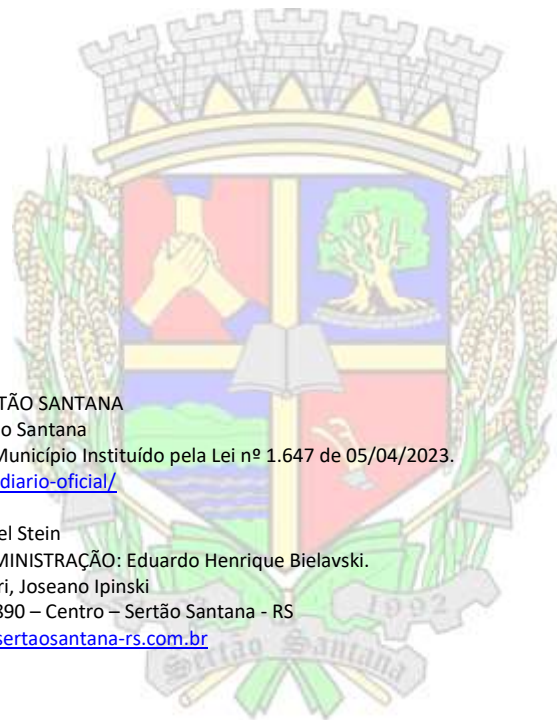 TÃO SANTANA
o Santana
Município Instituído pela Lei nº 1.647 de 05/04/2023.
diario-oficial/
el Stein
MINISTRAÇÃO: Eduardo Henrique Bielavski.
ri, Joseano Ipinski
390 – Centro – Sertão Santana - RS
sertaosantana-rs.com.br
1992
Sertão Santana